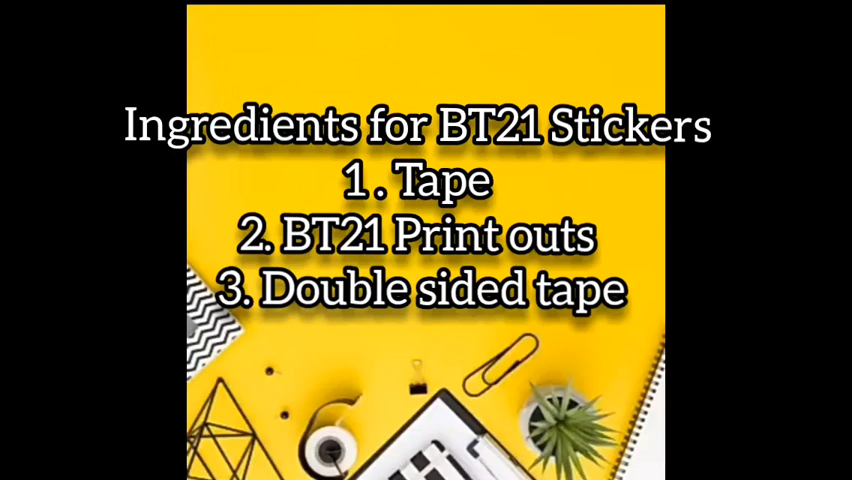 Ingredients for BT21 Stickers
1 . Tape
2. BT21 Print outs
3. Double sided tape